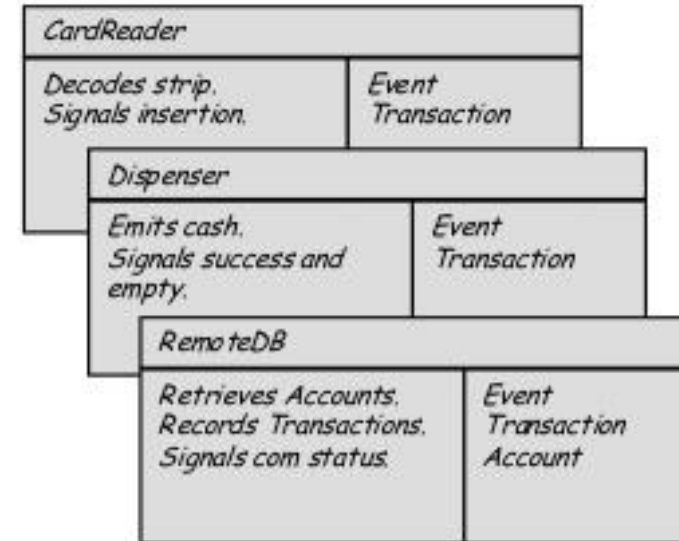 CardReader
Decodes strip.
Signals insertion.
Event
Transaction
Dispenser
Emits cash.
Signals success and
empty.
Event
Transaction
RemoteDB
Retrieves Accounts.
Records Transactions.
Signals com status.
Event
Transaction
Account